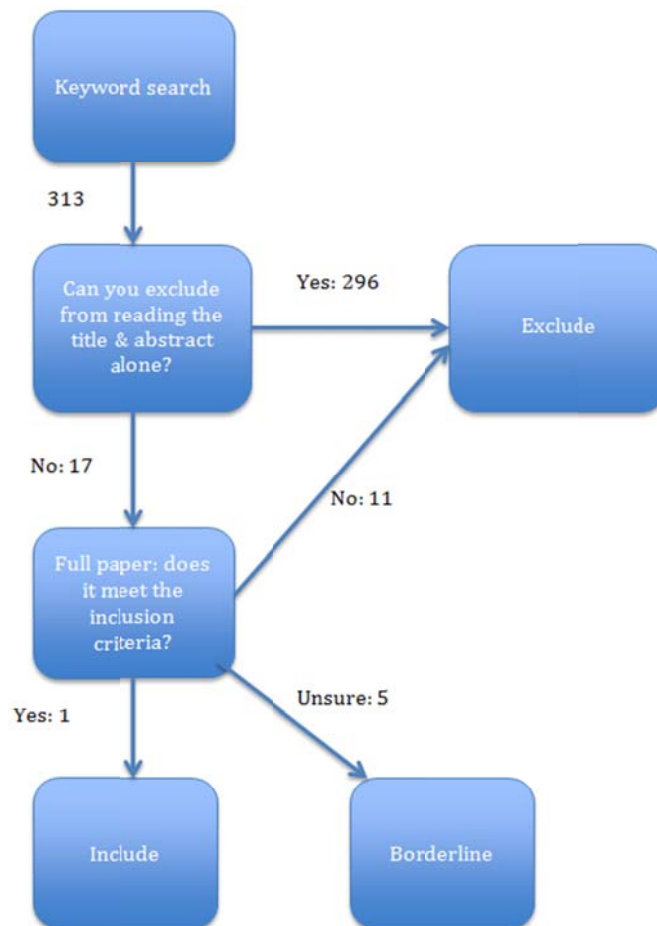 Keyword search
313
Can you exclude
from reading the
title & abstract
alone?
Yes: 296
Exclude
No: 17
No: 11
Full paper: does
it meet the
inclusion
criteria?
Unsure: 5
Yes: 1
Include
Borderline